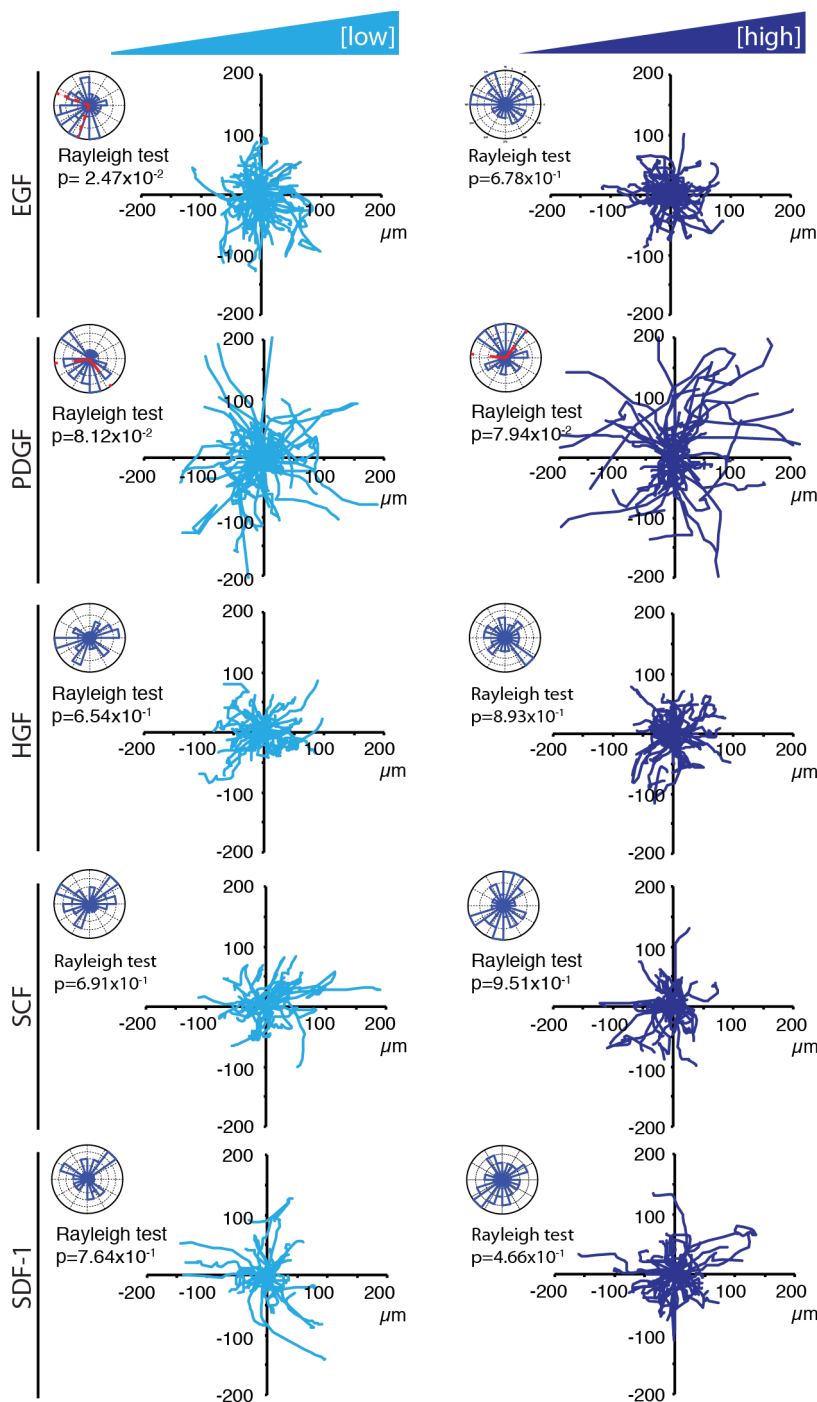 [low]
[high]
EGF
Rayleigh test
p= 2.47x10-2
200
100
-200
-100
100
200
µm
-100
-200
Rayleigh test
p=6.78x10-1
200
100
-200
-100
100
200
µm
-100
-200
PDGF
Rayleigh test
p=8.12x10-2
200
100
-200
-100
100
200
µm
-100
-200
Rayleigh test
p=7.94x10-2
200
100
-200
-100
100
200
µm
-100
-200
HGF
Rayleigh test
p=6.54x10-1
200
100
-200
-100
100
200
µm
-100
-200
Rayleigh test
p=8.93x10-1
200
100
-200
-100
100
200
µm
-100
-200
SCF
Rayleigh test
p=6.91x10-1
200
100
-200
-100
100
200
µm
-100
-200
Rayleigh test
p=9.51x10-1
200
100
-200
-100
100
200
µm
-100
-200
SDF-1
Rayleigh test
p=7.64x10-1
200
100
-200
-100
100
200
µm
-100
-200
Rayleigh test
p=4.66x10-1
200
100
-200
-100
100
200
µm
-100
-200